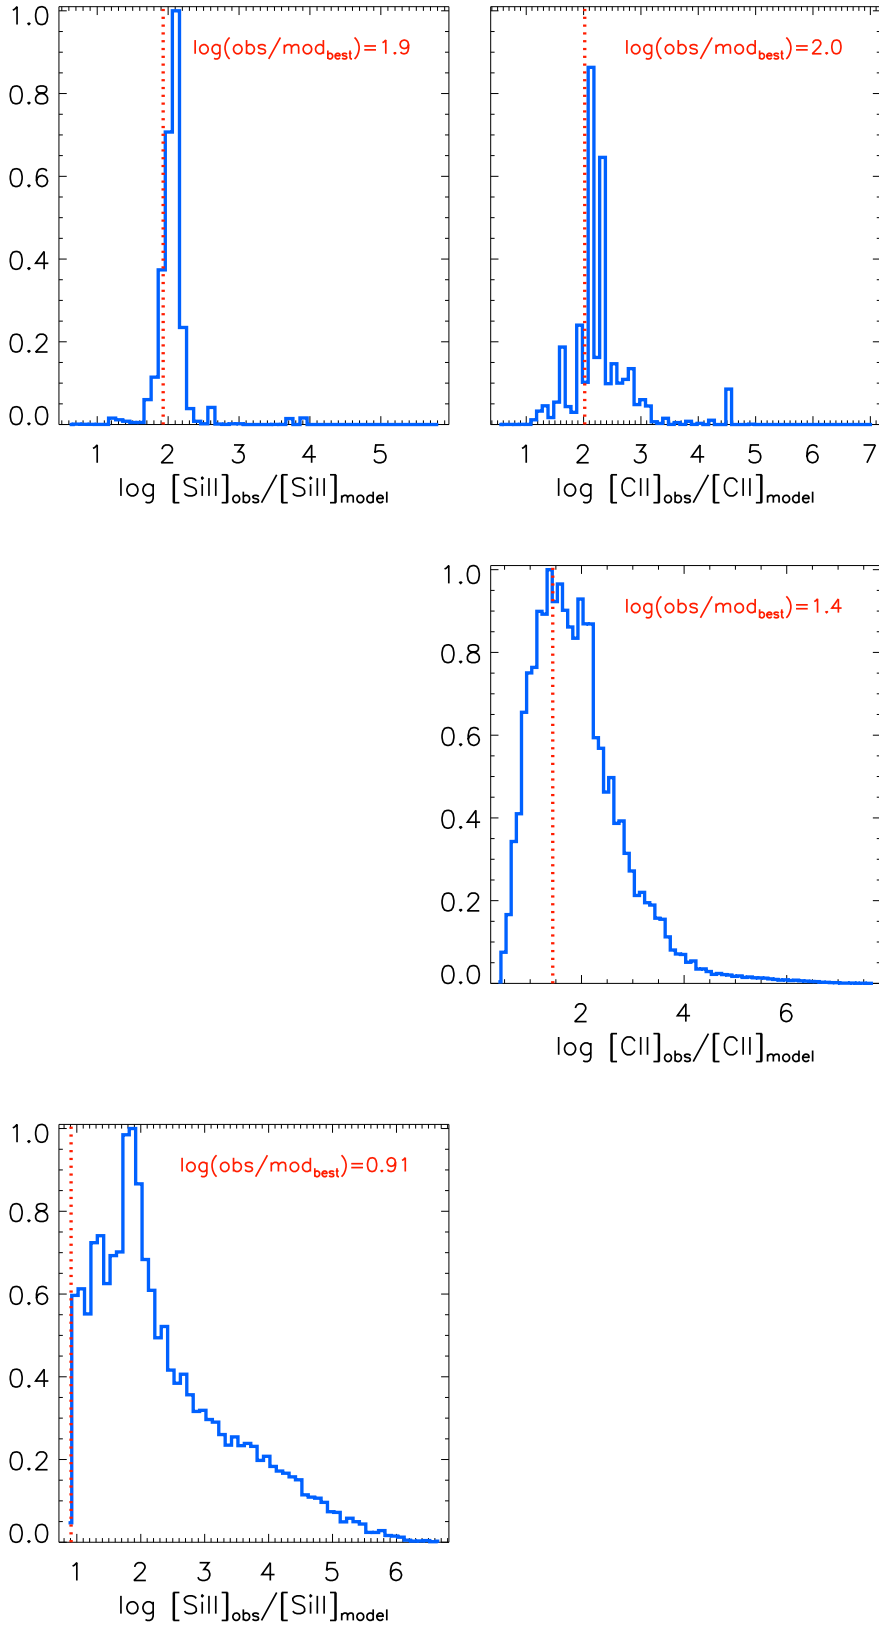 log(obs/mod_best)=1.9
1.0
0.8
0.6
0.4
0.2
0.0
1 2 3 4 5
log [SiII]_obs/[SiII]_model
log(obs/mod_best)=2.0
1 2 3 4 5 6 7
log [CII]_obs/[CII]_model
log(obs/mod_best)=1.4
1.0
0.8
0.6
0.4
0.2
0.0
2 4 6
log [CII]_obs/[CII]_model
log(obs/mod_best)=0.91
1.0
0.8
0.6
0.4
0.2
0.0
1 2 3 4 5 6
log [SiII]_obs/[SiII]_model